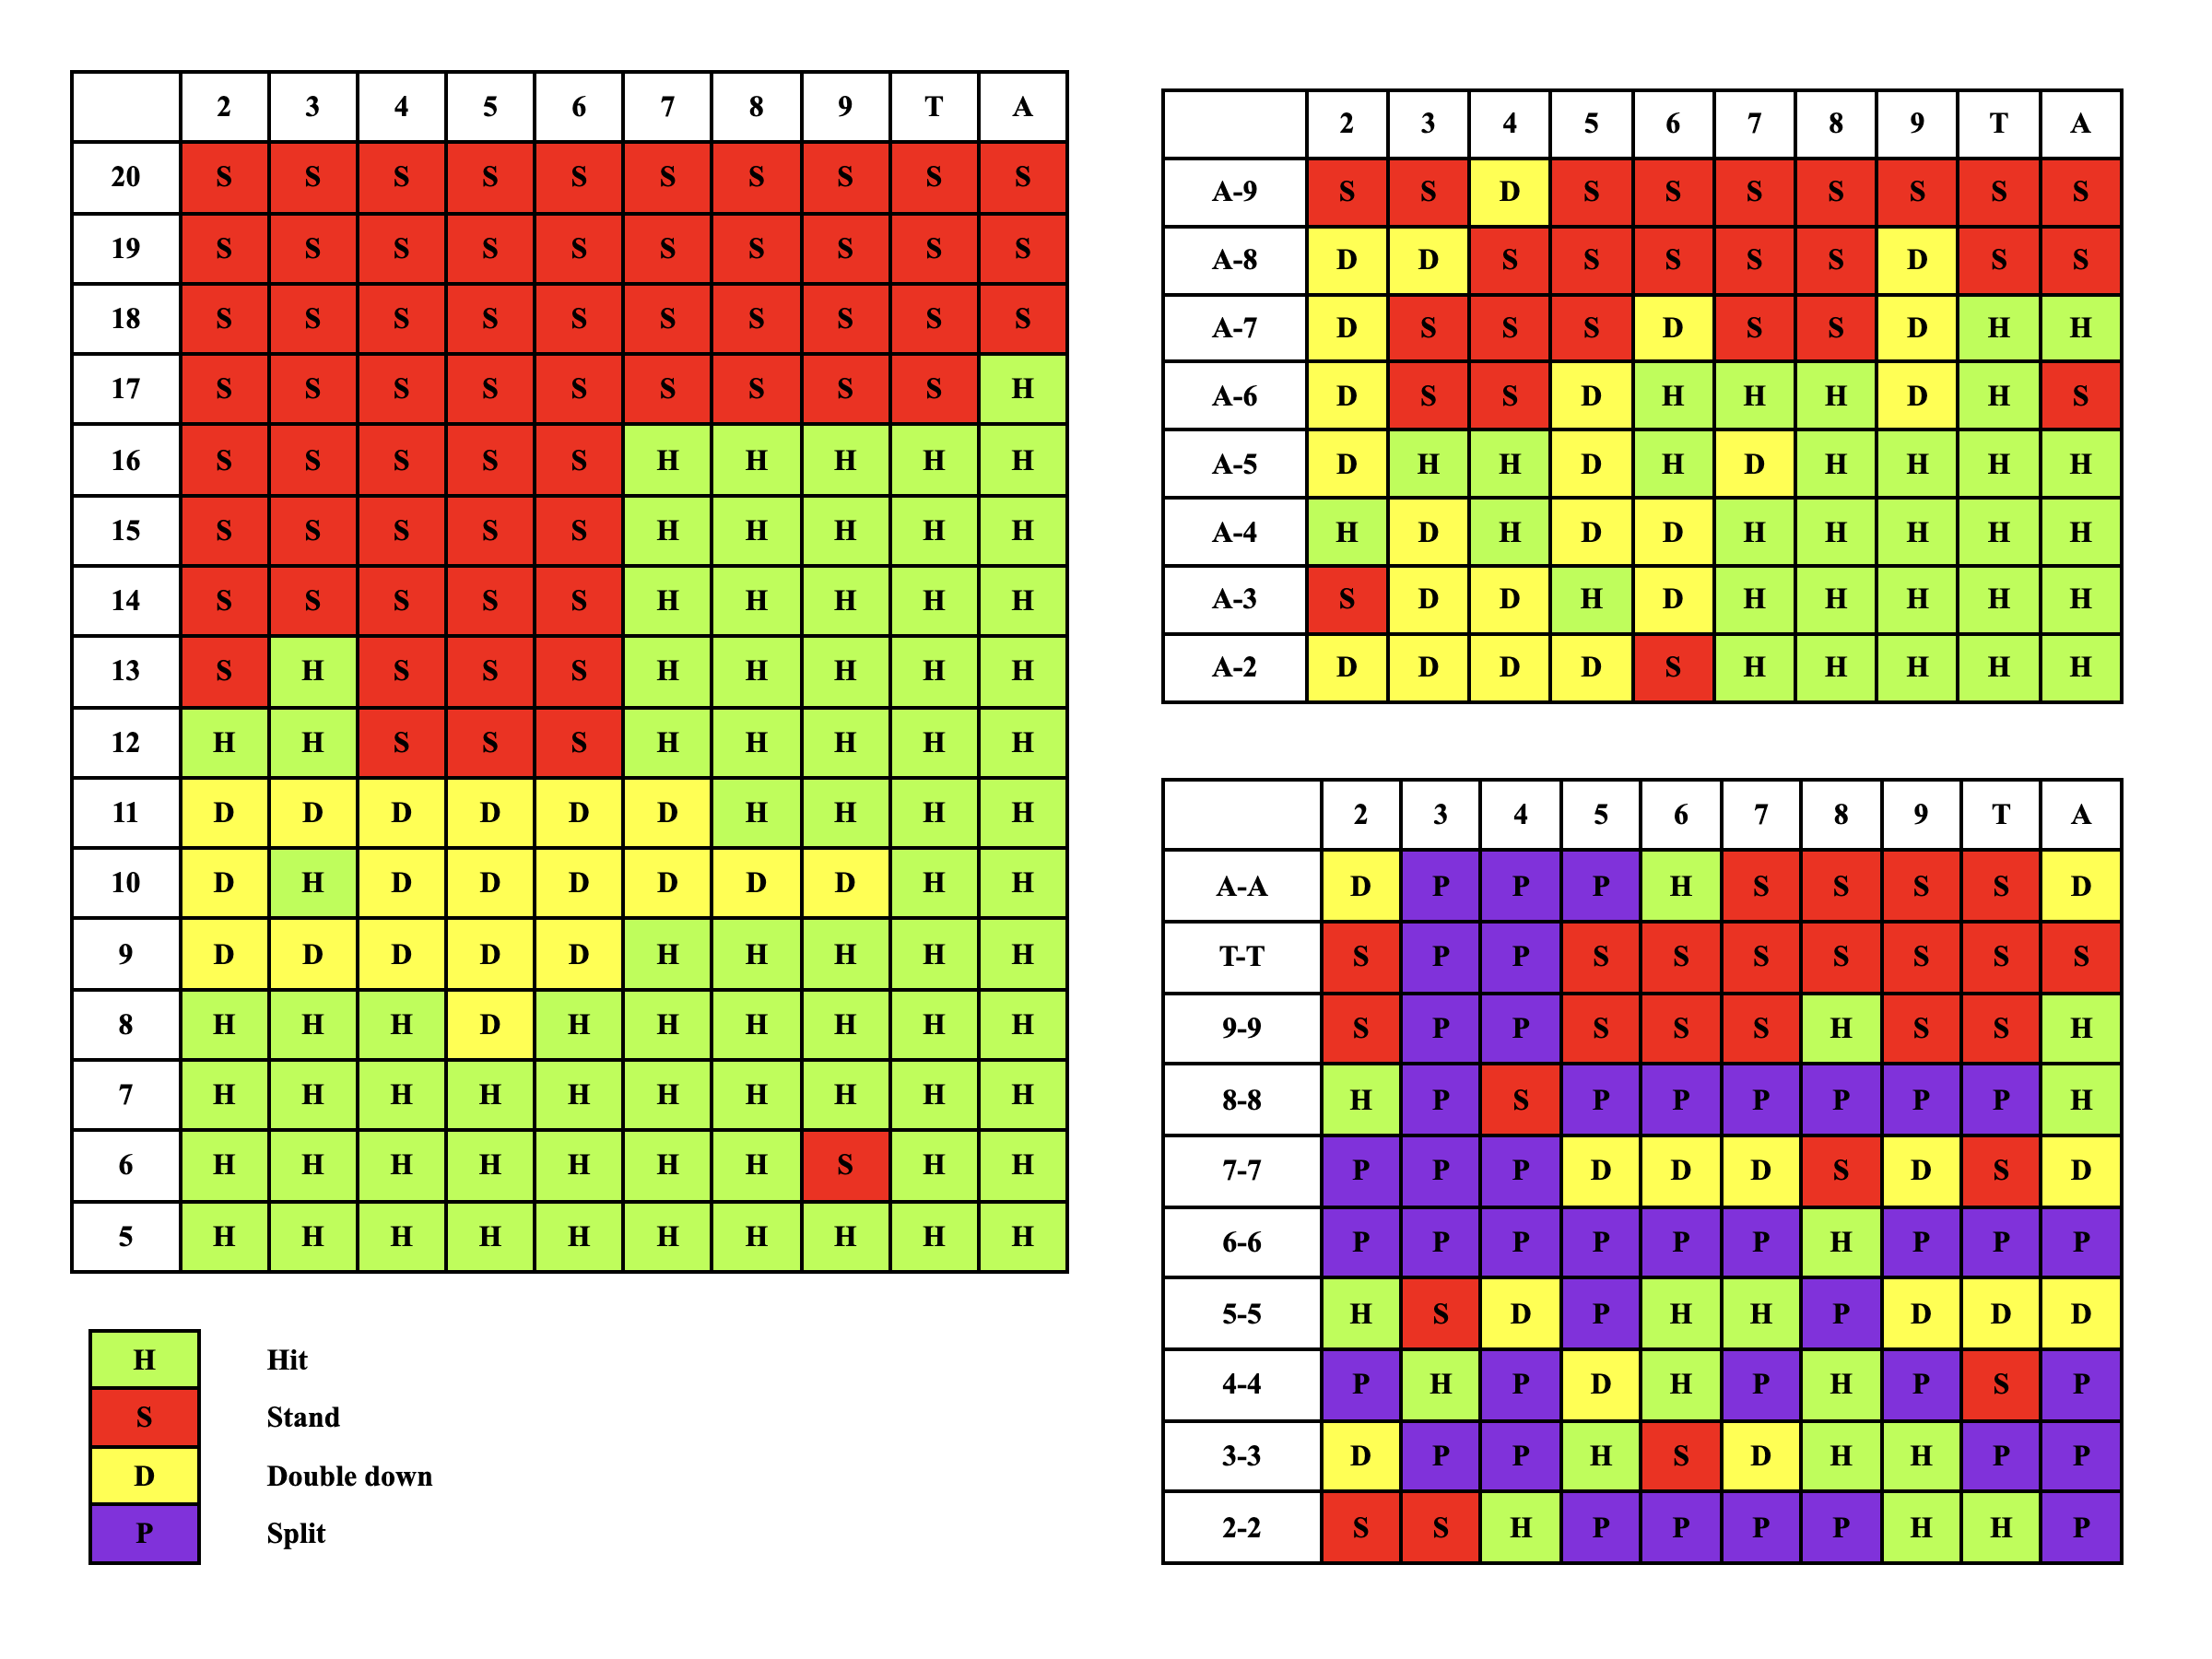 2 3 4 5 6 7 8 9 T A
20 S S S S S S S S S S
19 S S S S S S S S S S
18 S S S S S S S S S S
17 S S S S S S S S S H
16 S S S S S H H H H H
15 S S S S S H H H H H
14 S S S S S H H H H H
13 S H S S S H H H H H
12 H H S S S H H H H H
11 D D D D D D H H H H
10 D H D D D D D D H H
9 D D D D D H H H H H
8 H H H D H H H H H H
7 H H H H H H H H H H
6 H H H H H H H S H H
5 H H H H H H H H H H
H Hit
S Stand
D Double down
P Split
2 3 4 5 6 7 8 9 T A
A-9 S S D S S S S S S S
A-8 D D S S S S S D S S
A-7 D S S S D S S D H H
A-6 D S S D H H H D H S
A-5 D H H D H D H H H H
A-4 H D H D D H H H H H
A-3 S D D H D H H H H H
A-2 D D D D S H H H H H
2 3 4 5 6 7 8 9 T A
A-A D P P P H S S S S D
T-T S P P S S S S S S S
9-9 S P P S S S H S S H
8-8 H P S P P P P P P H
7-7 P P P D D D S D S D
6-6 P P P P P P H P P P
5-5 H S D P H H P D D D
4-4 P H P D H P H P S P
3-3 D P P H S D H H P P
2-2 S S H P P P P H H P